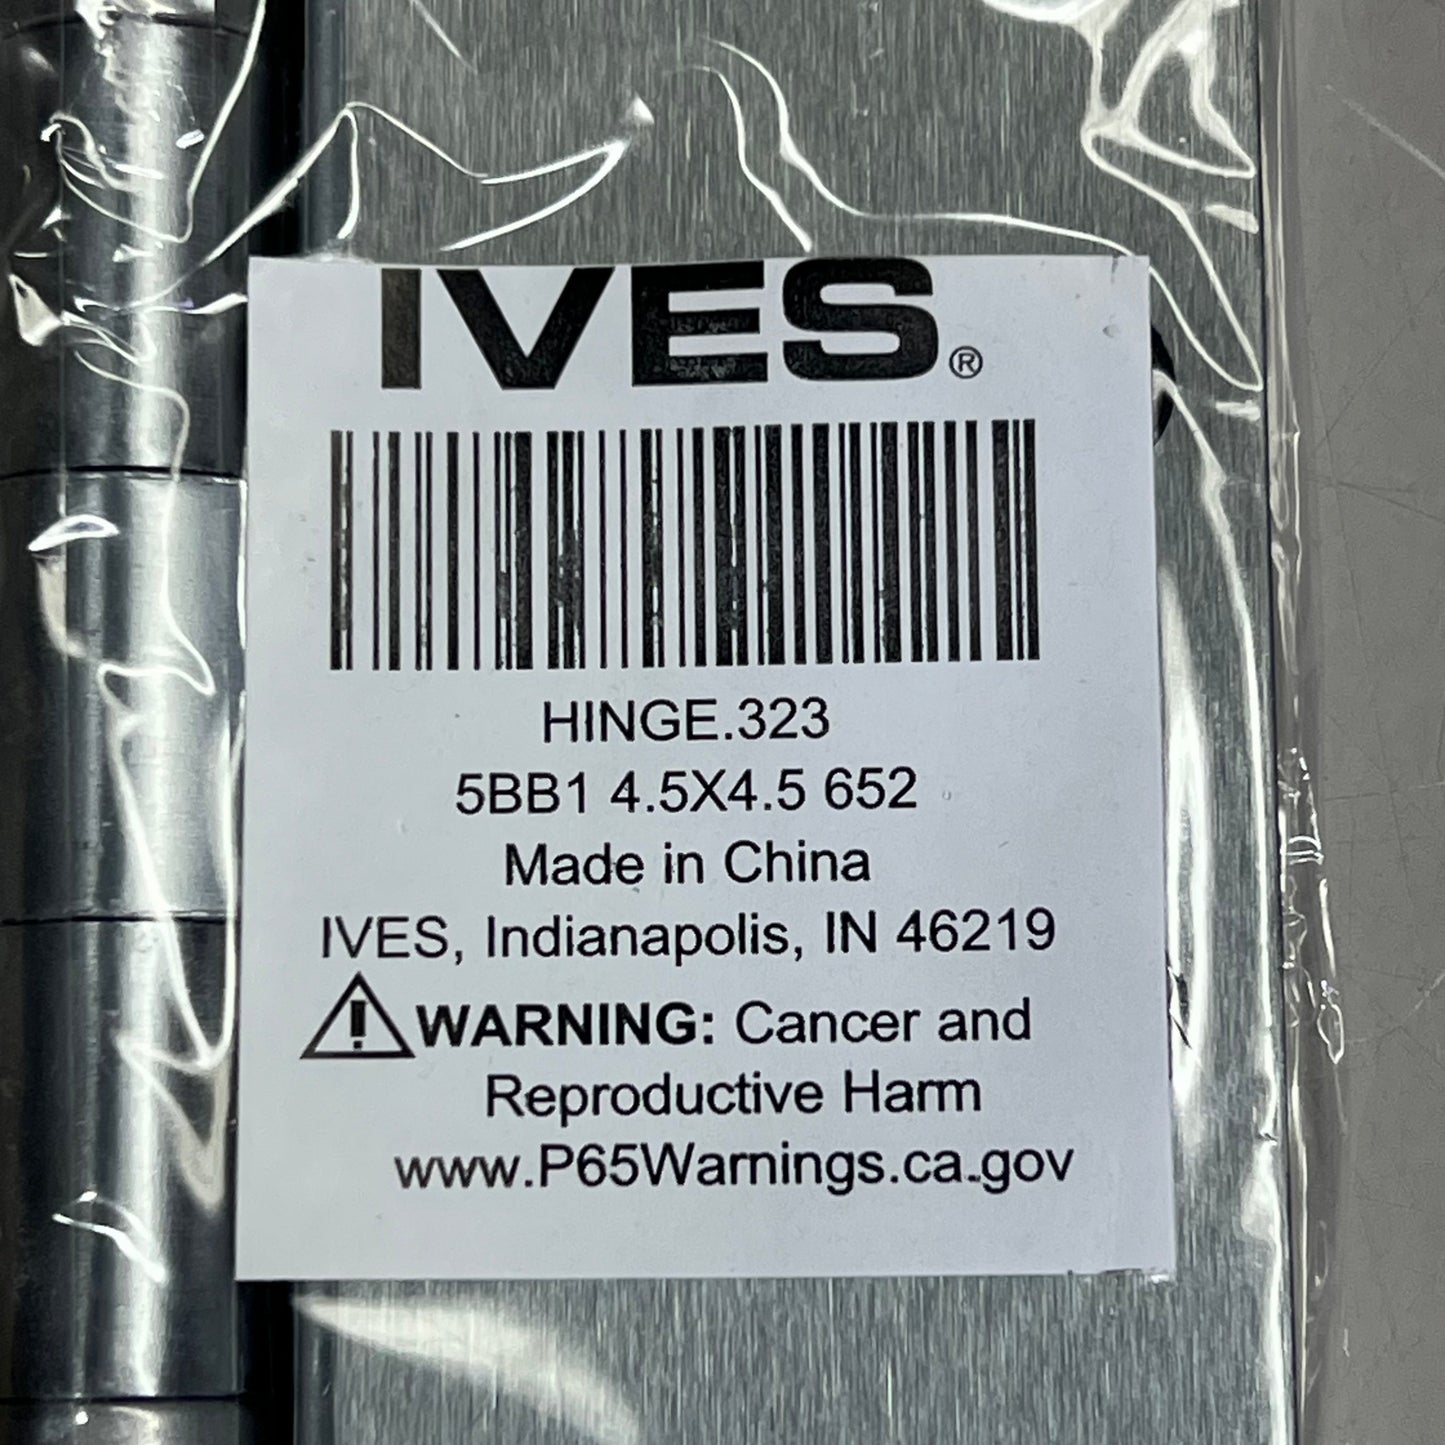 IVES®
HINGE.323
5BB1 4.5X4.5 652
Made in China
IVES, Indianapolis, IN 46219
WARNING: Cancer and
Reproductive Harm
www.P65Warnings.ca.gov